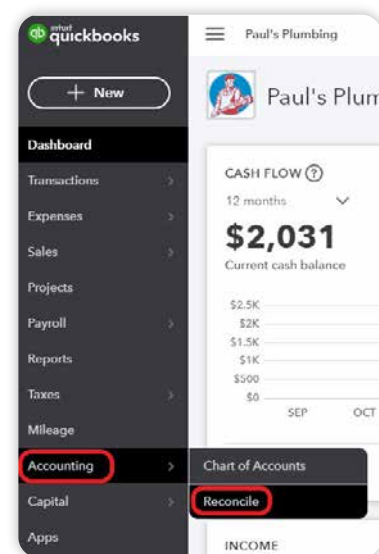 intuit
quickbooks
+ New
Dashboard
Transactions
Expenses
Sales
Projects
Payroll
Reports
Taxes
Mileage
Accounting
Capital
Apps
Chart of Accounts
Reconcile
Paul's Plumbing
Paul's Plum
CASH FLOW ?
12 months
$2,031
Current cash balance
$2.5K
$2K
$1.5K
$1K
$500
$0
SEP OCT
INCOME